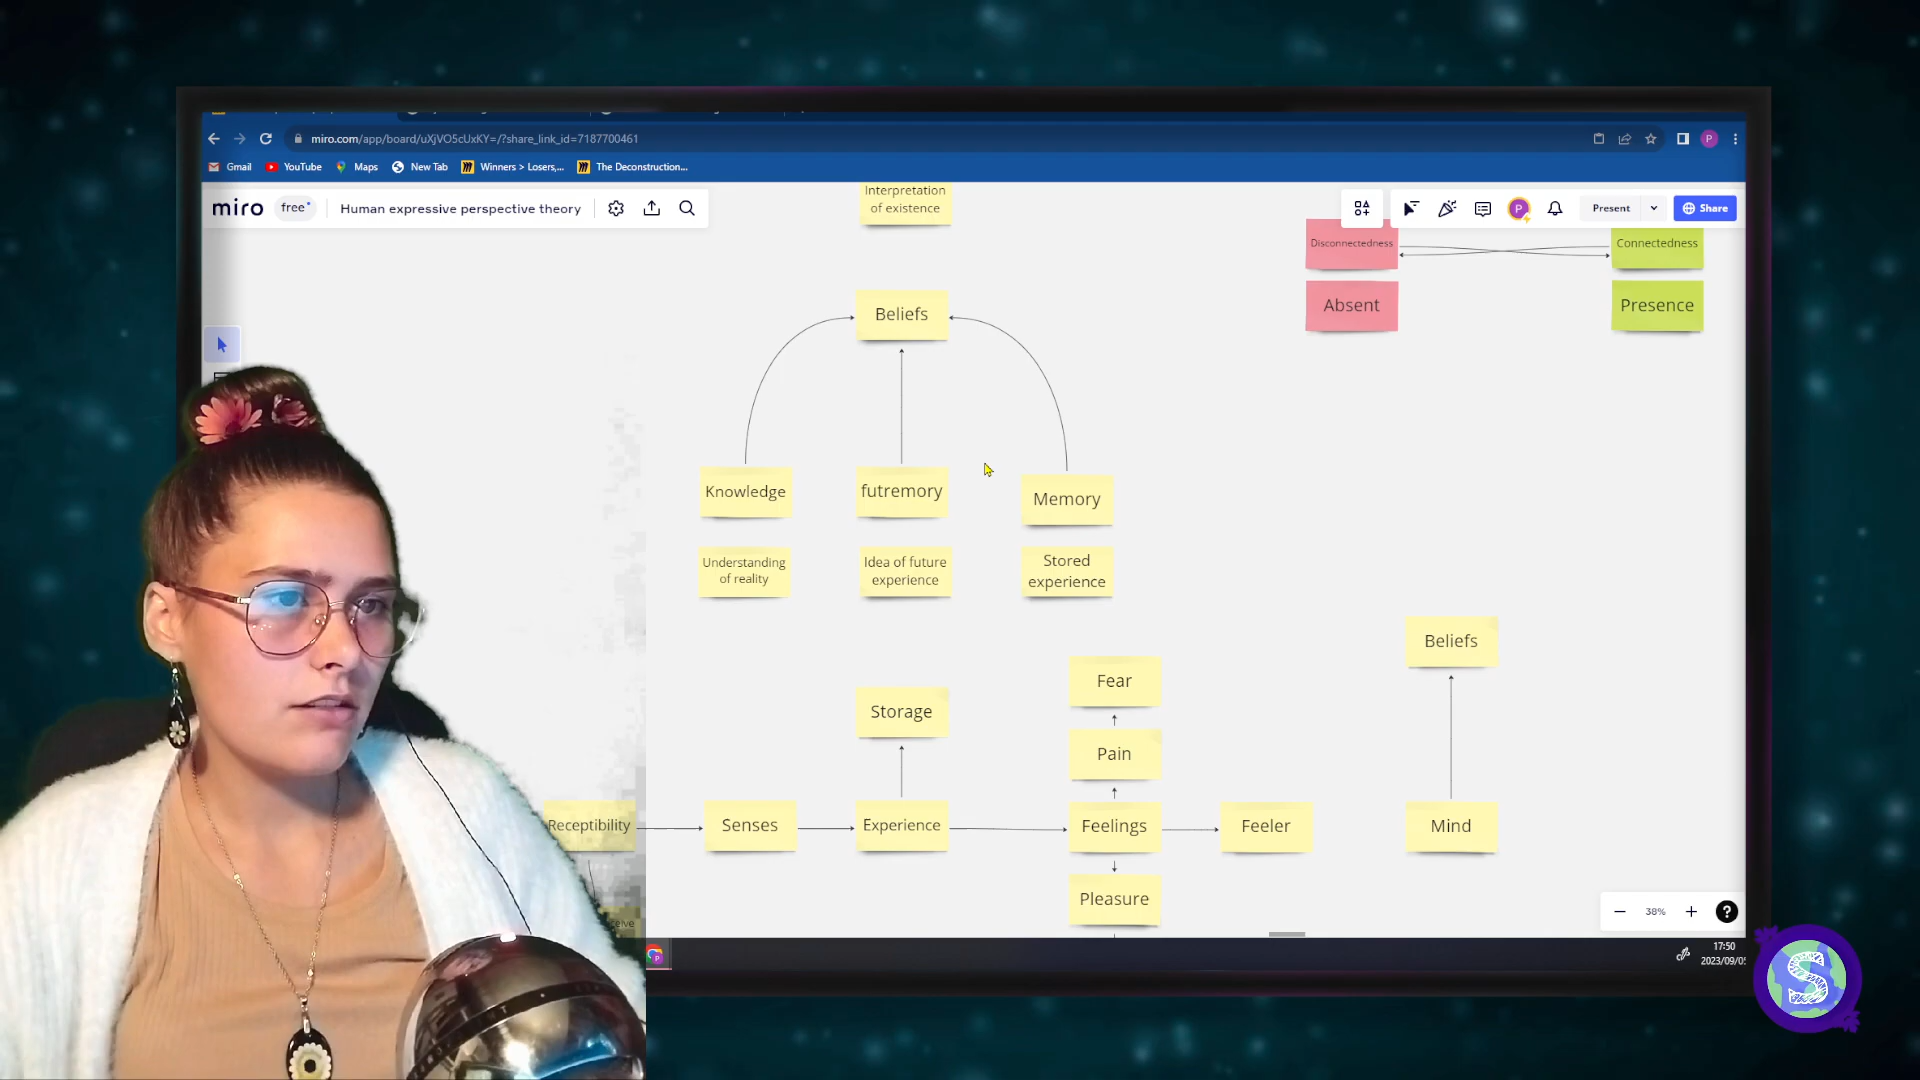 miro.com/app/board/uXjVO5cUxKY=/?share_link_id=7187700461
Gmail
YouTube
Maps
New Tab
Winners > Losers,...
The Deconstruction...
miro
free
Human expressive perspective theory
Present
Share
Interpretation
of existence
Disconnectedness
Connectedness
Absent
Presence
Beliefs
Knowledge
futremory
Memory
Understanding
of reality
Idea of future
experience
Stored
experience
Beliefs
Fear
Storage
Pain
Receptibility
Senses
Experience
Feelings
Feeler
Mind
Pleasure
38%
17:50
S